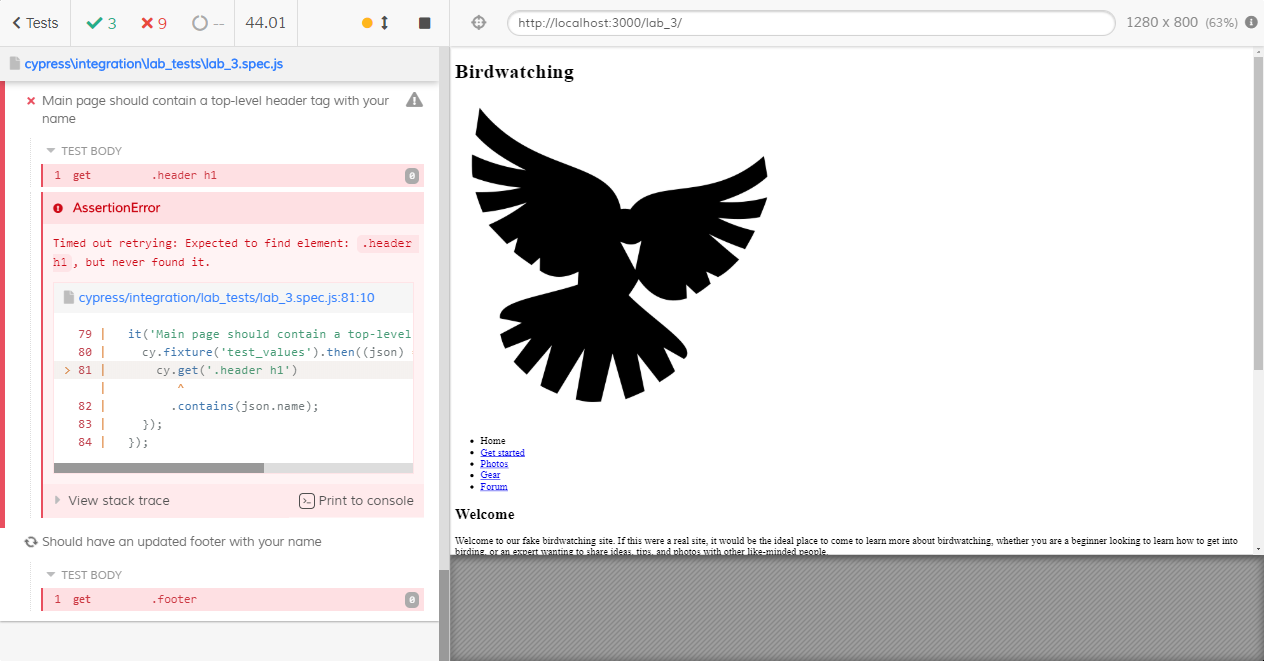 Tests
3
9
--
44.01
http://localhost:3000/lab_3/
1280 x 800 (63%)
cypress\integration\lab_tests\lab_3.spec.js
Main page should contain a top-level header tag with your
name
TEST BODY
1 get .header h1 0
AssertionError
Timed out retrying: Expected to find element: .header
h1 , but never found it.
cypress/integration/lab_tests/lab_3.spec.js:81:10
79 | it('Main page should contain a top-level
80 | cy.fixture('test_values').then((json)
> 81 | cy.get('.header h1')
| ^
82 | .contains(json.name);
83 | });
84 | });
View stack trace
Print to console
Should have an updated footer with your name
TEST BODY
1 get .footer 0
Birdwatching
Home
Get started
Photos
Gear
Forum
Welcome
Welcome to our fake birdwatching site. If this were a real site, it would be the ideal place to come to learn more about birdwatching, whether you are a beginner looking to learn how to get into
birding, or an expert wanting to share ideas, tips, and photos with other like-minded people.